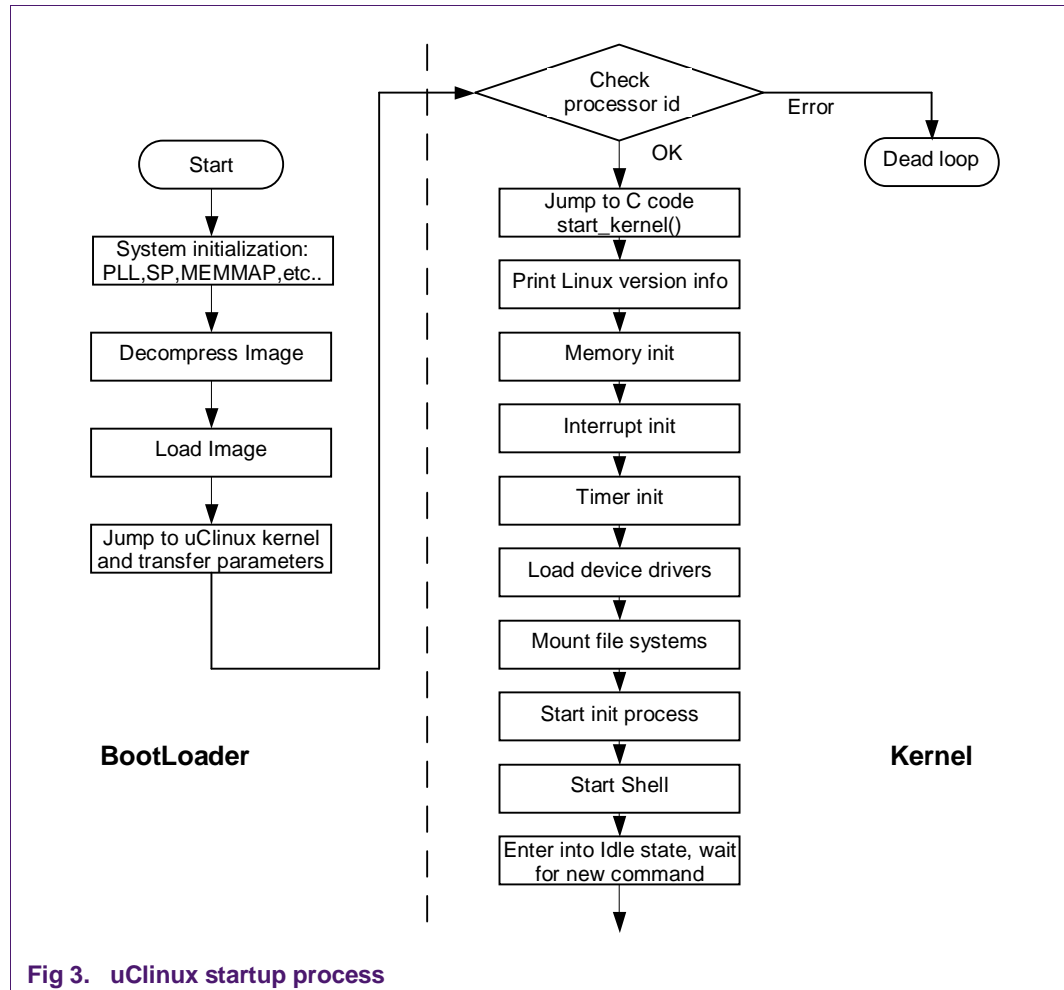 Start
System initialization:
PLL,SP,MEMMAP,etc..
Decompress Image
Load Image
Jump to uClinux kernel
and transfer parameters
BootLoader
Check
processor id
Error
Dead loop
OK
Jump to C code
start_kernel()
Print Linux version info
Memory init
Interrupt init
Timer init
Load device drivers
Mount file systems
Start init process
Start Shell
Enter into Idle state, wait
for new command
Kernel
Fig 3. uClinux startup process